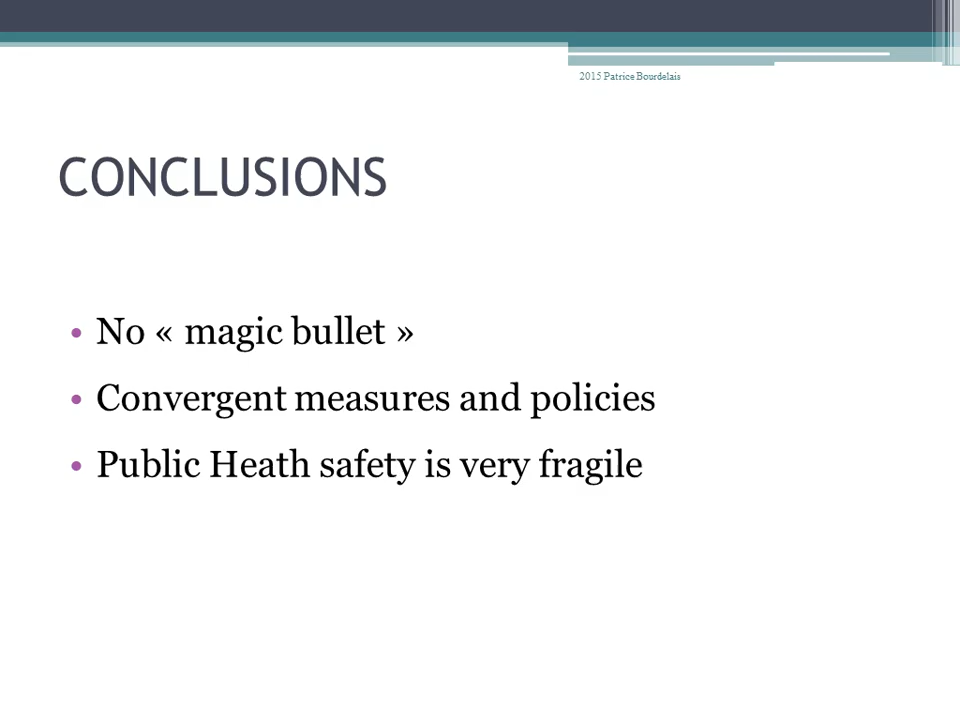 2015 Patrice Bourdelais
CONCLUSIONS
• No « magic bullet »
• Convergent measures and policies
• Public Heath safety is very fragile